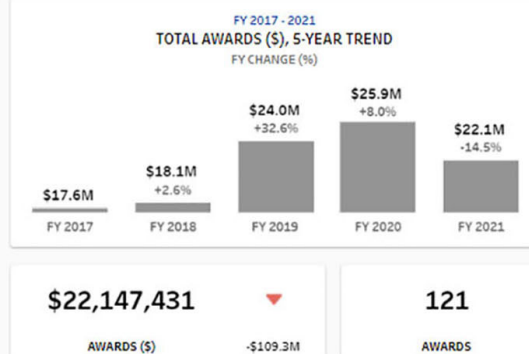 FY 2017 - 2021
TOTAL AWARDS ($), 5-YEAR TREND
FY CHANGE (%)
$17.6M
$18.1M
+2.6%
$24.0M
+32.6%
$25.9M
+8.0%
$22.1M
-14.5%
FY 2017 FY 2018 FY 2019 FY 2020 FY 2021
$22,147,431
AWARDS ($) -$109.3M
121
AWARDS